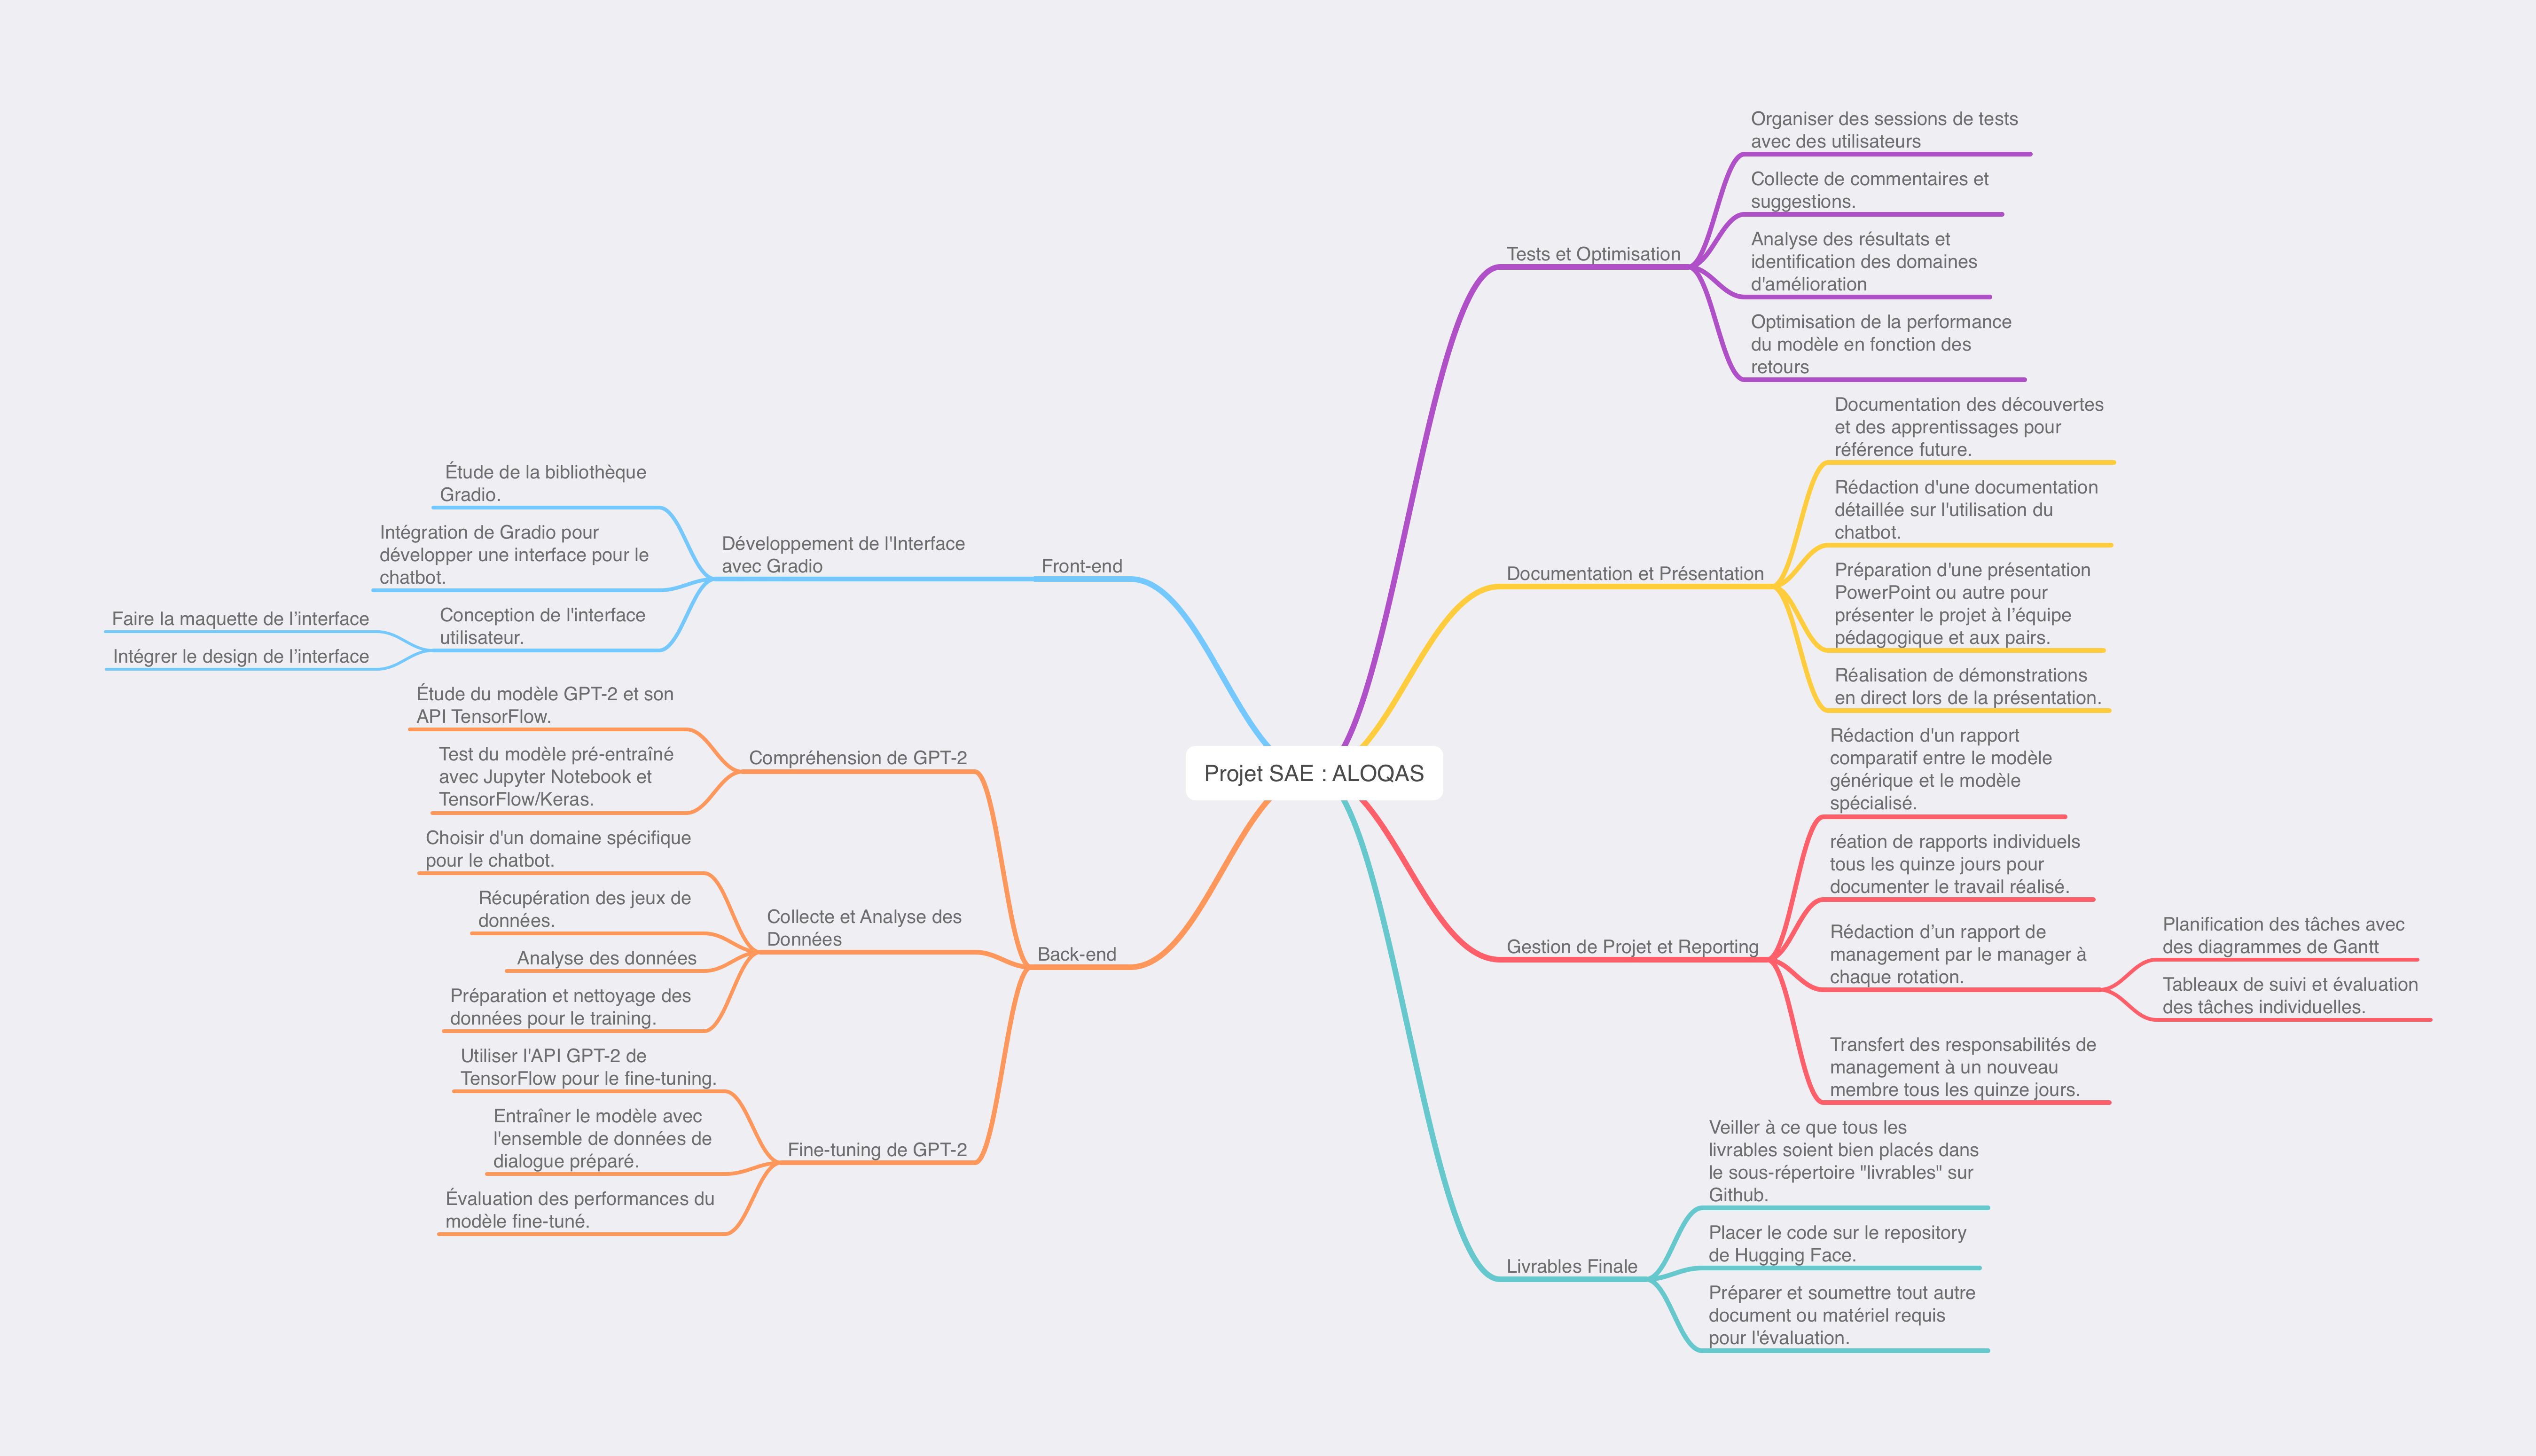 Projet SAE : ALOQAS
Front-end
Développement de l'Interface
avec Gradio
Étude de la bibliothèque
Gradio.
Intégration de Gradio pour
développer une interface pour le
chatbot.
Conception de l'interface
utilisateur.
Faire la maquette de l’interface
Intégrer le design de l’interface
Back-end
Compréhension de GPT-2
Étude du modèle GPT-2 et son
API TensorFlow.
Test du modèle pré-entraîné
avec Jupyter Notebook et
TensorFlow/Keras.
Collecte et Analyse des
Données
Choisir d'un domaine spécifique
pour le chatbot.
Récupération des jeux de
données.
Analyse des données
Préparation et nettoyage des
données pour le training.
Fine-tuning de GPT-2
Utiliser l'API GPT-2 de
TensorFlow pour le fine-tuning.
Entraîner le modèle avec
l'ensemble de données de
dialogue préparé.
Évaluation des performances du
modèle fine-tuné.
Tests et Optimisation
Organiser des sessions de tests
avec des utilisateurs
Collecte de commentaires et
suggestions.
Analyse des résultats et
identification des domaines
d'amélioration
Optimisation de la performance
du modèle en fonction des
retours
Documentation et Présentation
Documentation des découvertes
et des apprentissages pour
référence future.
Rédaction d'une documentation
détaillée sur l'utilisation du
chatbot.
Préparation d'une présentation
PowerPoint ou autre pour
présenter le projet à l’équipe
pédagogique et aux pairs.
Réalisation de démonstrations
en direct lors de la présentation.
Gestion de Projet et Reporting
Rédaction d'un rapport
comparatif entre le modèle
générique et le modèle
spécialisé.
réation de rapports individuels
tous les quinze jours pour
documenter le travail réalisé.
Rédaction d’un rapport de
management par le manager à
chaque rotation.
Planification des tâches avec
des diagrammes de Gantt
Tableaux de suivi et évaluation
des tâches individuelles.
Transfert des responsabilités de
management à un nouveau
membre tous les quinze jours.
Livrables Finale
Veiller à ce que tous les
livrables soient bien placés dans
le sous-répertoire "livrables" sur
Github.
Placer le code sur le repository
de Hugging Face.
Préparer et soumettre tout autre
document ou matériel requis
pour l'évaluation.